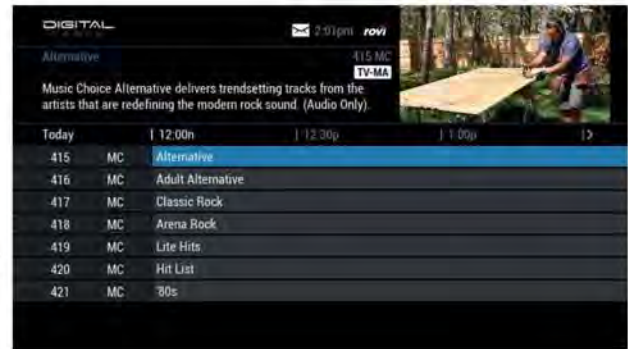 DIGITAL
2:01pm rovi
Alternative 415 MC
TV-MA
Music Choice Alternative delivers trendsetting tracks from the
artists that are redefining the modern rock sound. (Audio Only).
Today 12:00n 12:30p 1:00p
415 MC Alternative
416 MC Adult Alternative
417 MC Classic Rock
418 MC Arena Rock
419 MC Lite Hits
420 MC Hit List
421 MC '80s